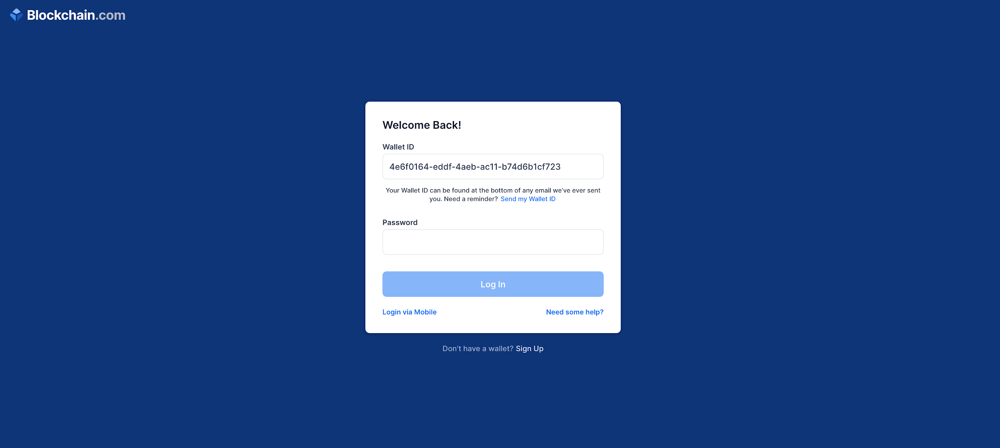 Blockchain.com
Welcome Back!
Wallet ID
4e6f0164-eddf-4aeb-ac11-b74d6b1cf723
Your Wallet ID can be found at the bottom of any email we’ve ever sent
you. Need a reminder? Send my Wallet ID
Password
Log In
Login via Mobile
Need some help?
Don't have a wallet? Sign Up